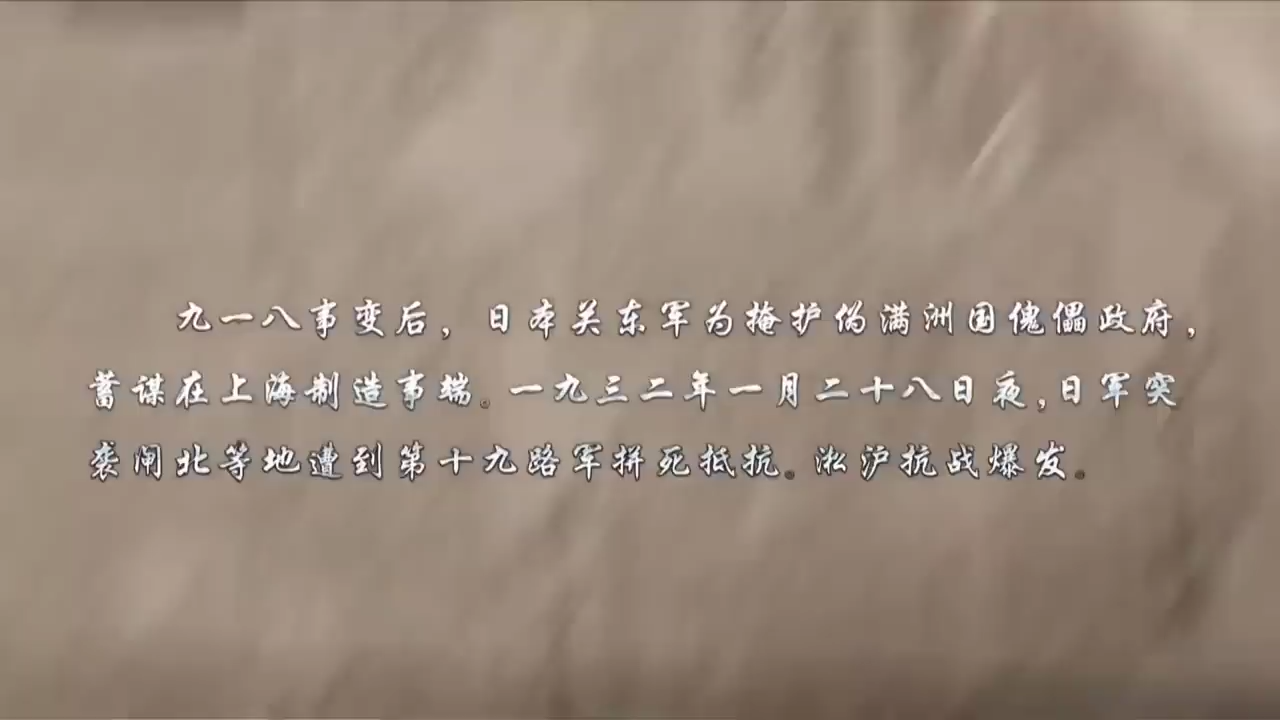 九一八事变后，日本关东军为掩护伪满洲国傀儡政府，
蓄谋在上海制造事端。一九三二年一月二十八日夜，日军突
袭闸北等地遭到第十九路军拼死抵抗。淞沪抗战爆发。